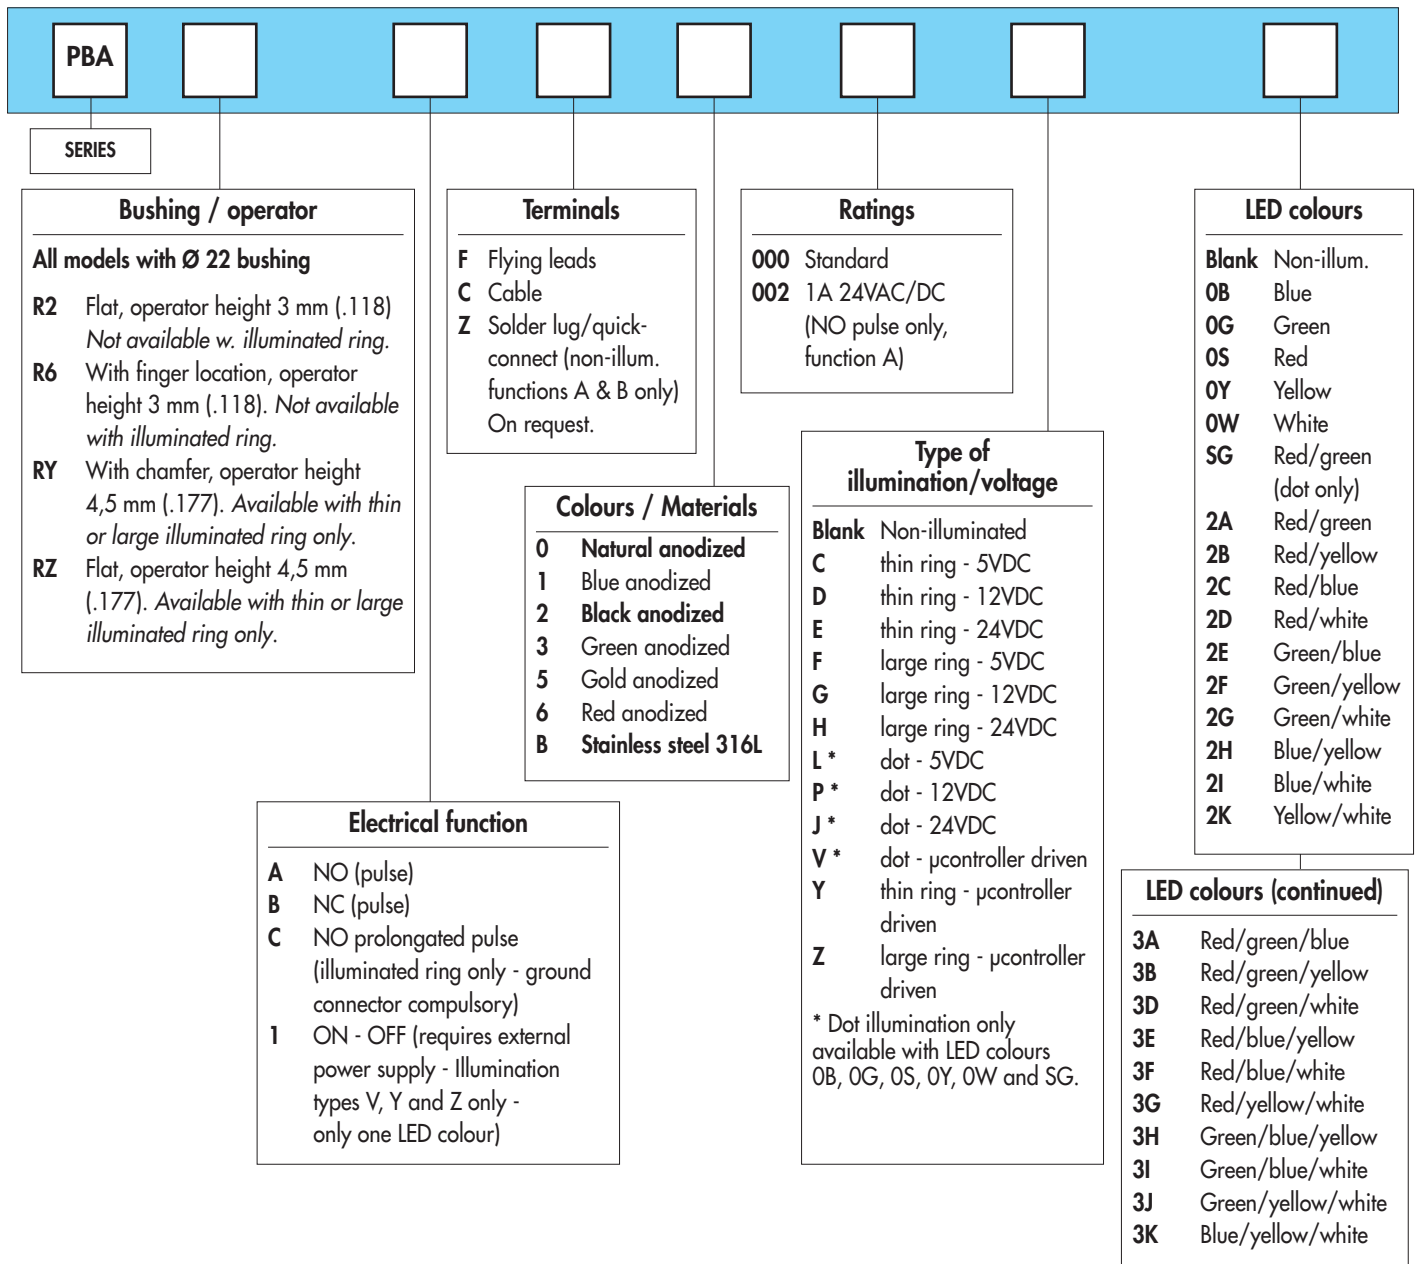 PBA
SERIES
Bushing / operator
All models with Ø 22 bushing
R2 Flat, operator height 3 mm (.118)
Not available w. illuminated ring.
R6 With finger location, operator
height 3 mm (.118). Not available
with illuminated ring.
RY With chamfer, operator height
4,5 mm (.177). Available with thin
or large illuminated ring only.
RZ Flat, operator height 4,5 mm
(.177). Available with thin or large
illuminated ring only.
Electrical function
A NO (pulse)
B NC (pulse)
C NO prolongated pulse
(illuminated ring only - ground
connector compulsory)
1 ON - OFF (requires external
power supply - Illumination
types V, Y and Z only -
only one LED colour)
Terminals
F Flying leads
C Cable
Z Solder lug/quick-
connect (non-illum.
functions A & B only)
On request.
Colours / Materials
0 Natural anodized
1 Blue anodized
2 Black anodized
3 Green anodized
5 Gold anodized
6 Red anodized
B Stainless steel 316L
Ratings
000 Standard
002 1A 24VAC/DC
(NO pulse only,
function A)
Type of
illumination/voltage
Blank Non-illuminated
C thin ring - 5VDC
D thin ring - 12VDC
E thin ring - 24VDC
F large ring - 5VDC
G large ring - 12VDC
H large ring - 24VDC
L * dot - 5VDC
P * dot - 12VDC
J * dot - 24VDC
V * dot - µcontroller driven
Y thin ring - µcontroller
driven
Z large ring - µcontroller
driven
* Dot illumination only
available with LED colours
0B, 0G, 0S, 0Y, 0W and SG.
LED colours
Blank Non-illum.
0B Blue
0G Green
0S Red
0Y Yellow
0W White
SG Red/green
(dot only)
2A Red/green
2B Red/yellow
2C Red/blue
2D Red/white
2E Green/blue
2F Green/yellow
2G Green/white
2H Blue/yellow
2I Blue/white
2K Yellow/white
LED colours (continued)
3A Red/green/blue
3B Red/green/yellow
3D Red/green/white
3E Red/blue/yellow
3F Red/blue/white
3G Red/yellow/white
3H Green/blue/yellow
3I Green/blue/white
3J Green/yellow/white
3K Blue/yellow/white